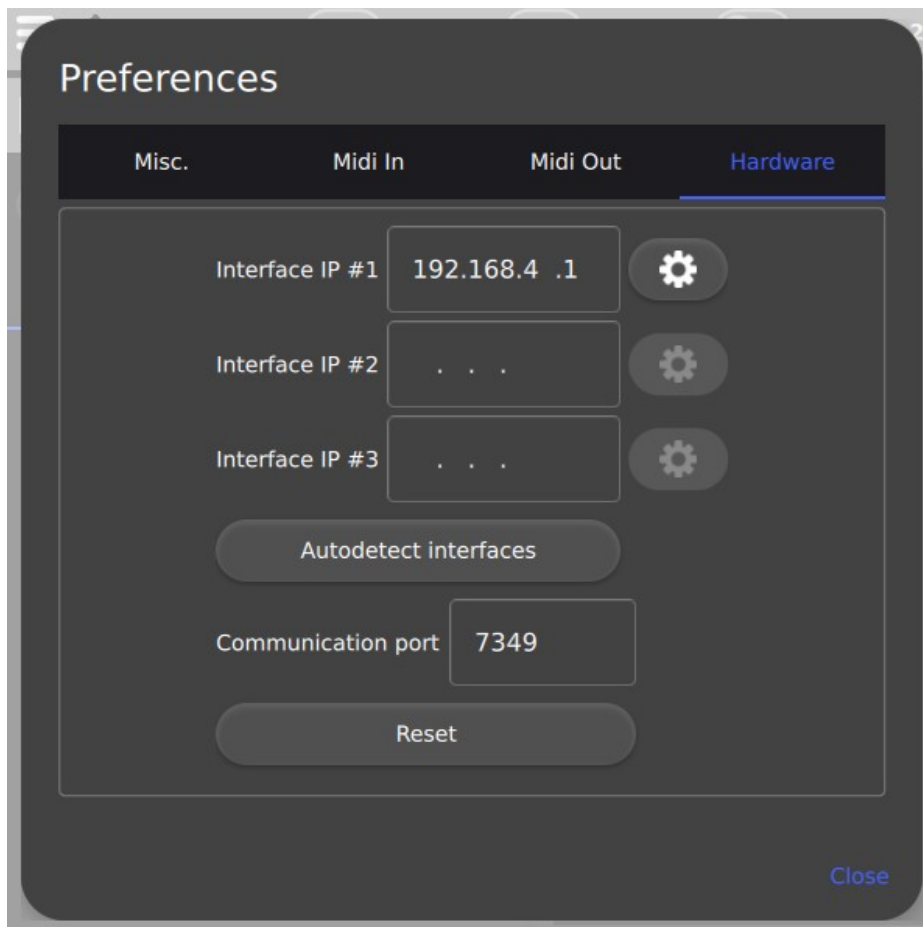 Preferences
Misc. Midi In Midi Out Hardware
Interface IP #1 192.168.4 .1
Interface IP #2 . . .
Interface IP #3 . . .
Autodetect interfaces
Communication port 7349
Reset
Close